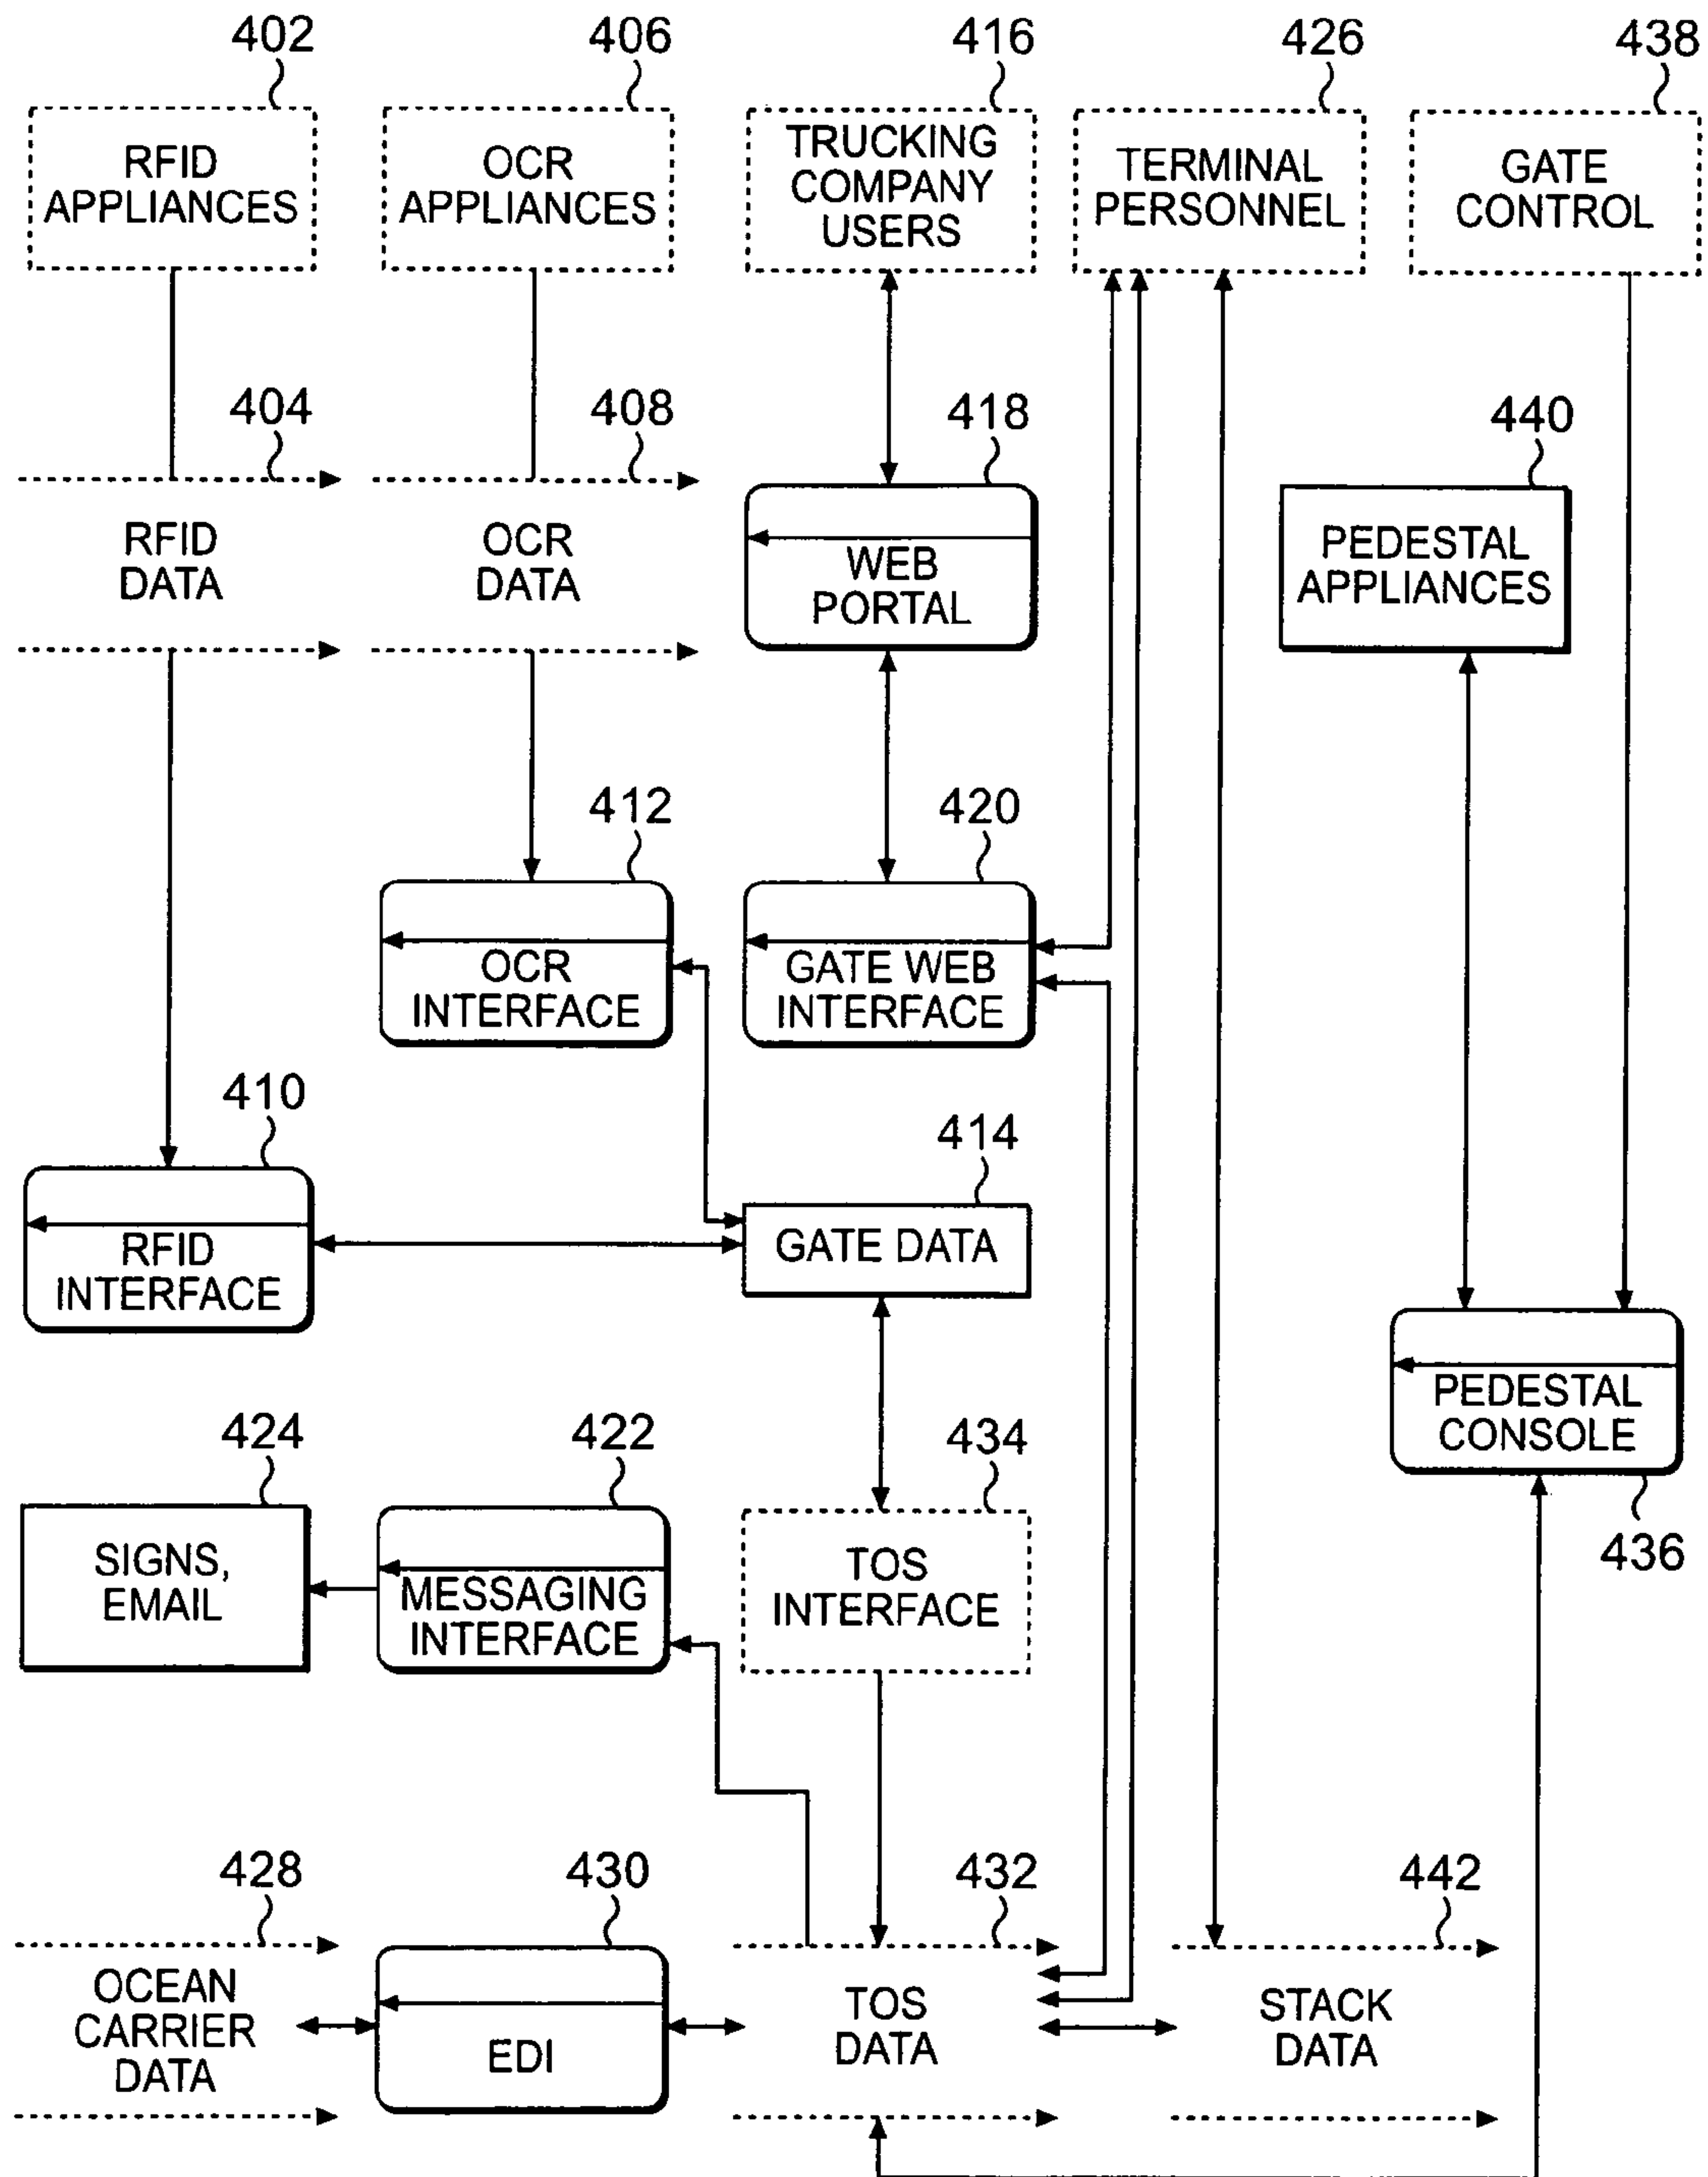 402
406
416
426
438
RFID
APPLIANCES
OCR
APPLIANCES
TRUCKING
COMPANY
USERS
TERMINAL
PERSONNEL
GATE
CONTROL
404
408
418
440
RFID
DATA
OCR
DATA
WEB
PORTAL
PEDESTAL
APPLIANCES
412
420
OCR
INTERFACE
GATE WEB
INTERFACE
410
414
RFID
INTERFACE
GATE DATA
PEDESTAL
CONSOLE
424
422
434
436
SIGNS,
EMAIL
MESSAGING
INTERFACE
TOS
INTERFACE
428
430
432
442
OCEAN
CARRIER
DATA
EDI
TOS
DATA
STACK
DATA